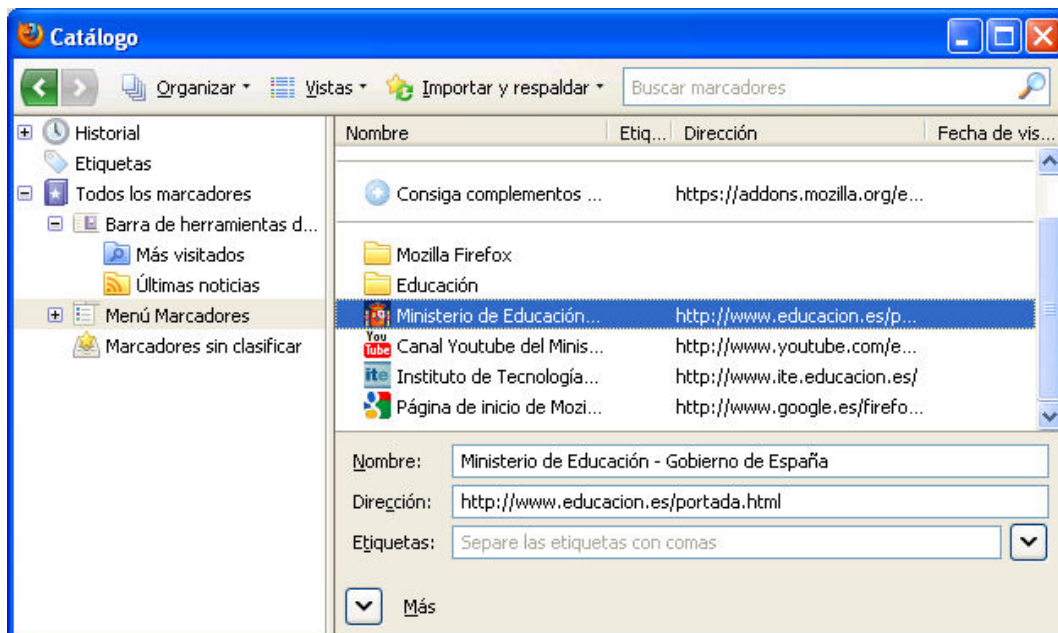 Catálogo
Organizar Vistas Importar y respaldar Buscar marcadores
Historial
Etiquetas
Todos los marcadores
Barra de herramientas d...
Más visitados
Últimas noticias
Menú Marcadores
Marcadores sin clasificar
Nombre Etiq... Dirección Fecha de vis...
Consiga complementos ... https://addons.mozilla.org/e...
Mozilla Firefox
Educación
Ministerio de Educación... http://www.educacion.es/p...
You Tube Canal Youtube del Minis... http://www.youtube.com/e...
ite Instituto de Tecnología... http://www.ite.educacion.es/
Página de inicio de Mozi... http://www.google.es/firefo...
Nombre: Ministerio de Educación - Gobierno de España
Dirección: http://www.educacion.es/portada.html
Etiquetas: Separe las etiquetas con comas
Más